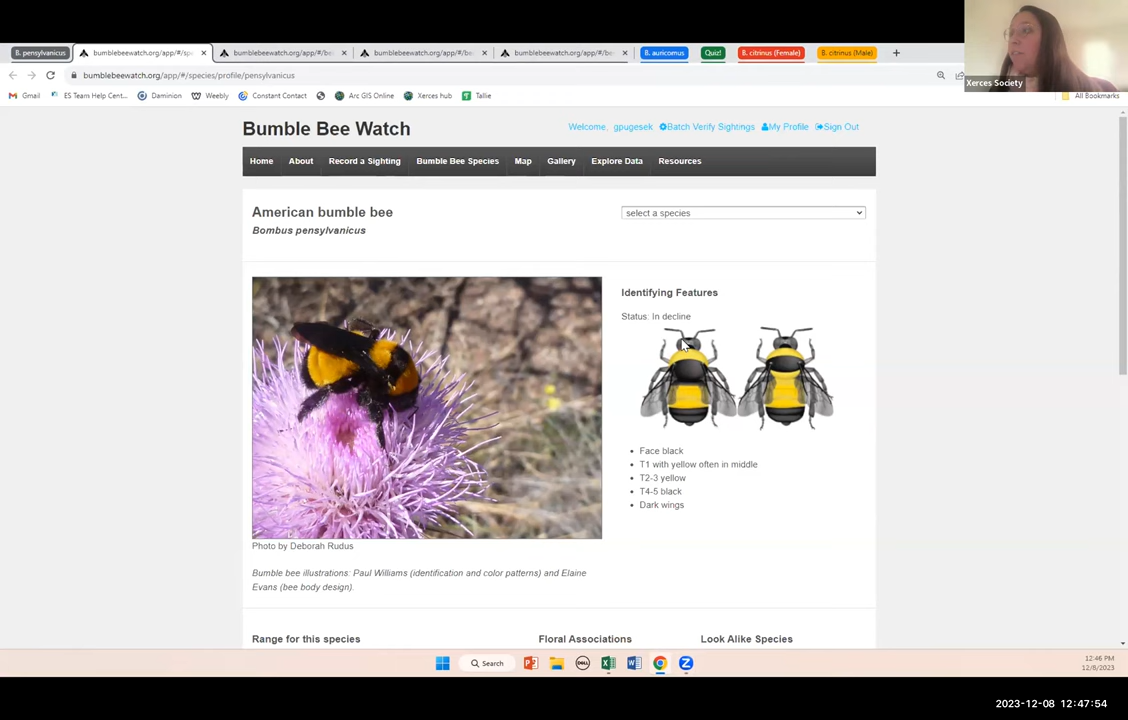 B. pensylvanicus
bumblebeewatch.org/app/#/spe
bumblebeewatch.org/app/#/be
bumblebeewatch.org/app/#/be
bumblebeewatch.org/app/#/be
B. auricomus
Quiz!
B. citrinus (Female)
B. citrinus (Male)
bumblebeewatch.org/app/#/species/profile/pensylvanicus
Gmail
ES Team Help Cent...
Daminion
Weebly
Constant Contact
Arc GIS Online
Xerces hub
Tallie
All Bookmarks
Xerces Society
Bumble Bee Watch
Welcome, gpugesek Batch Verify Sightings My Profile Sign Out
Home About Record a Sighting Bumble Bee Species Map Gallery Explore Data Resources
American bumble bee
Bombus pensylvanicus
select a species
Identifying Features
Status: In decline
Face black
T1 with yellow often in middle
T2-3 yellow
T4-5 black
Dark wings
Photo by Deborah Rudus
Bumble bee illustrations: Paul Williams (identification and color patterns) and Elaine
Evans (bee body design).
Range for this species
Floral Associations
Look Alike Species
Search
12:46 PM
12/8/2023
2023-12-08 12:47:54